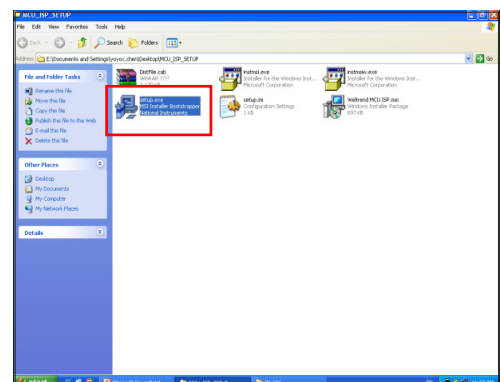 MCU_ISP_SETUP
File Edit View Favorites Tools Help
Back Search Folders
Address E:\Documents and Settings\yoyox.chen\Desktop\MCU_ISP_SETUP Go
File and Folder Tasks
Rename this file
Move this file
Copy this file
Publish this file to the Web
E-mail this file
Delete this file
Other Places
Desktop
My Documents
My Computer
My Network Places
Details
DistFile.cab
WinRAR ????
instmsi.exe
Installer for the Windows Inst...
Microsoft Corporation
instmsiw.exe
Installer for the Windows Inst...
Microsoft Corporation
setup.exe
MSI Installer Bootstrapper
National Instruments
setup.ini
Configuration Settings
1 KB
Weltrend MCU ISP.msi
Windows Installer Package
897 KB
start